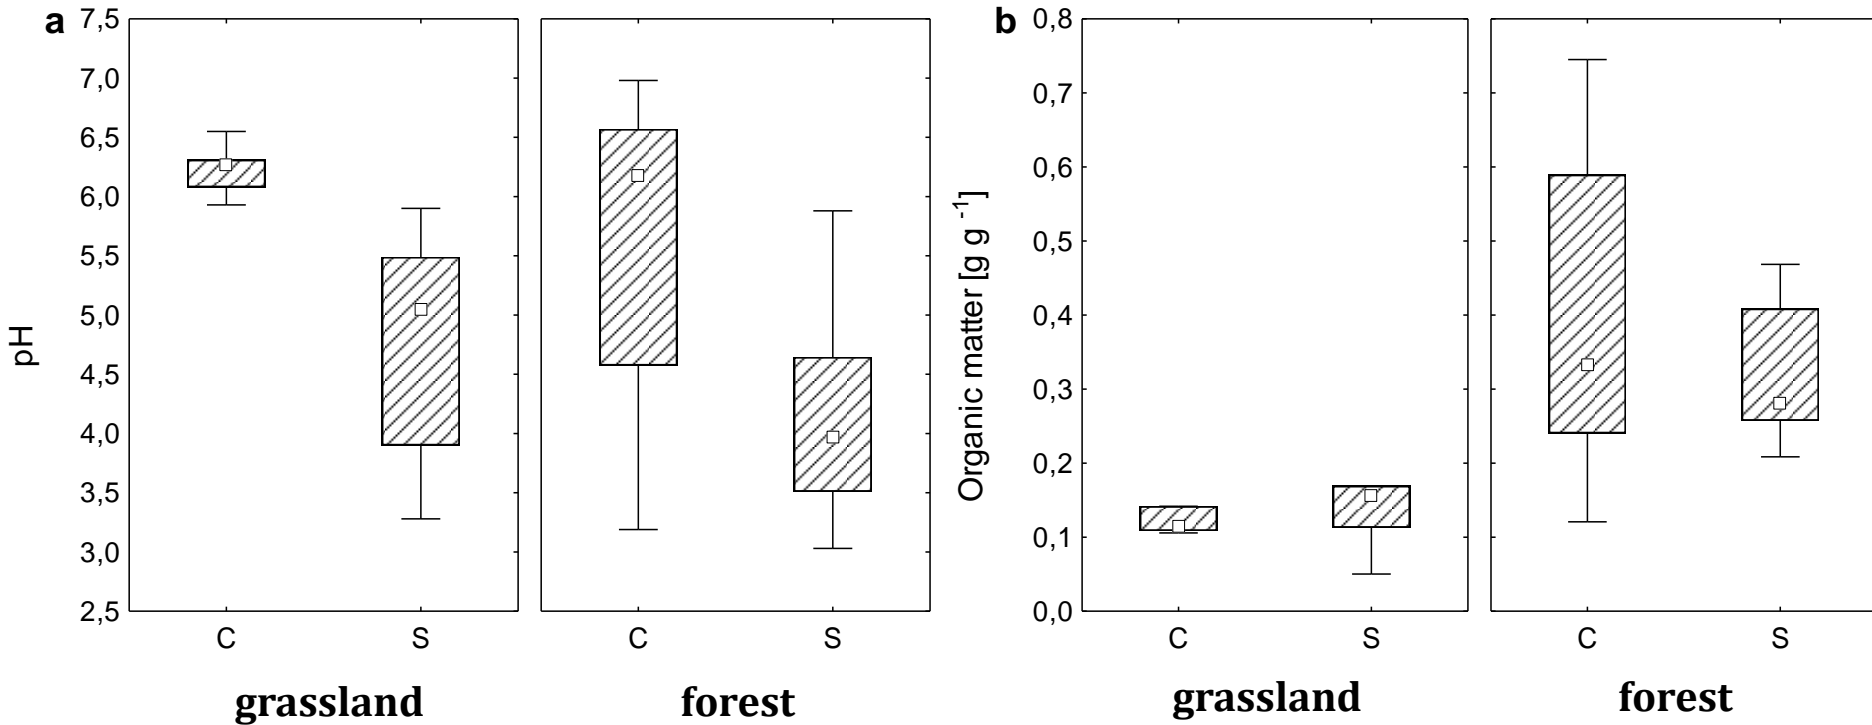 a
pH
7,5
7,0
6,5
6,0
5,5
5,0
4,5
4,0
3,5
3,0
2,5
C
S
C
S
grassland
forest
b
Organic matter [g g -1]
0,8
0,7
0,6
0,5
0,4
0,3
0,2
0,1
0,0
C
S
C
S
grassland
forest